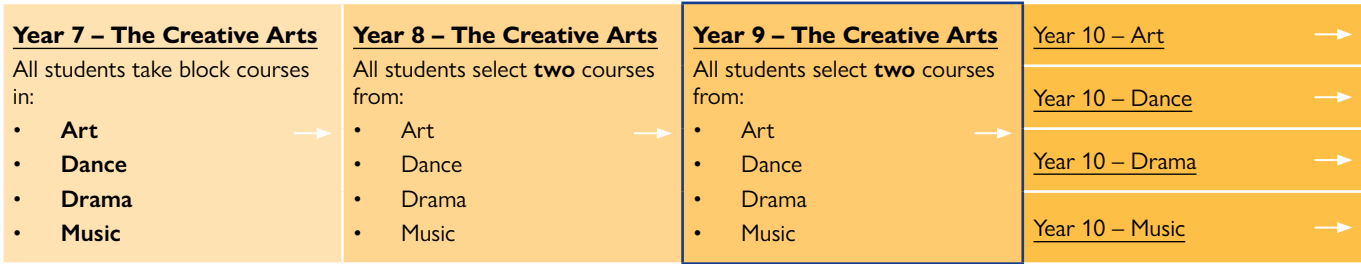 Year 7 – The Creative Arts
All students take block courses
in:
• Art
• Dance
• Drama
• Music
Year 8 – The Creative Arts
All students select two courses
from:
• Art
• Dance
• Drama
• Music
Year 9 – The Creative Arts
All students select two courses
from:
• Art
• Dance
• Drama
• Music
Year 10 – Art
Year 10 – Dance
Year 10 – Drama
Year 10 – Music